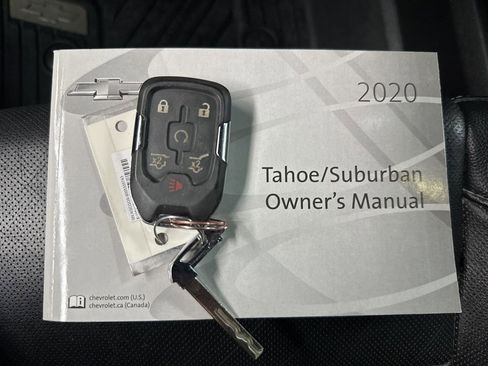 2020
Tahoe/Suburban
Owner's Manual
chevrolet.com (U.S.)
chevrolet.ca (Canada)